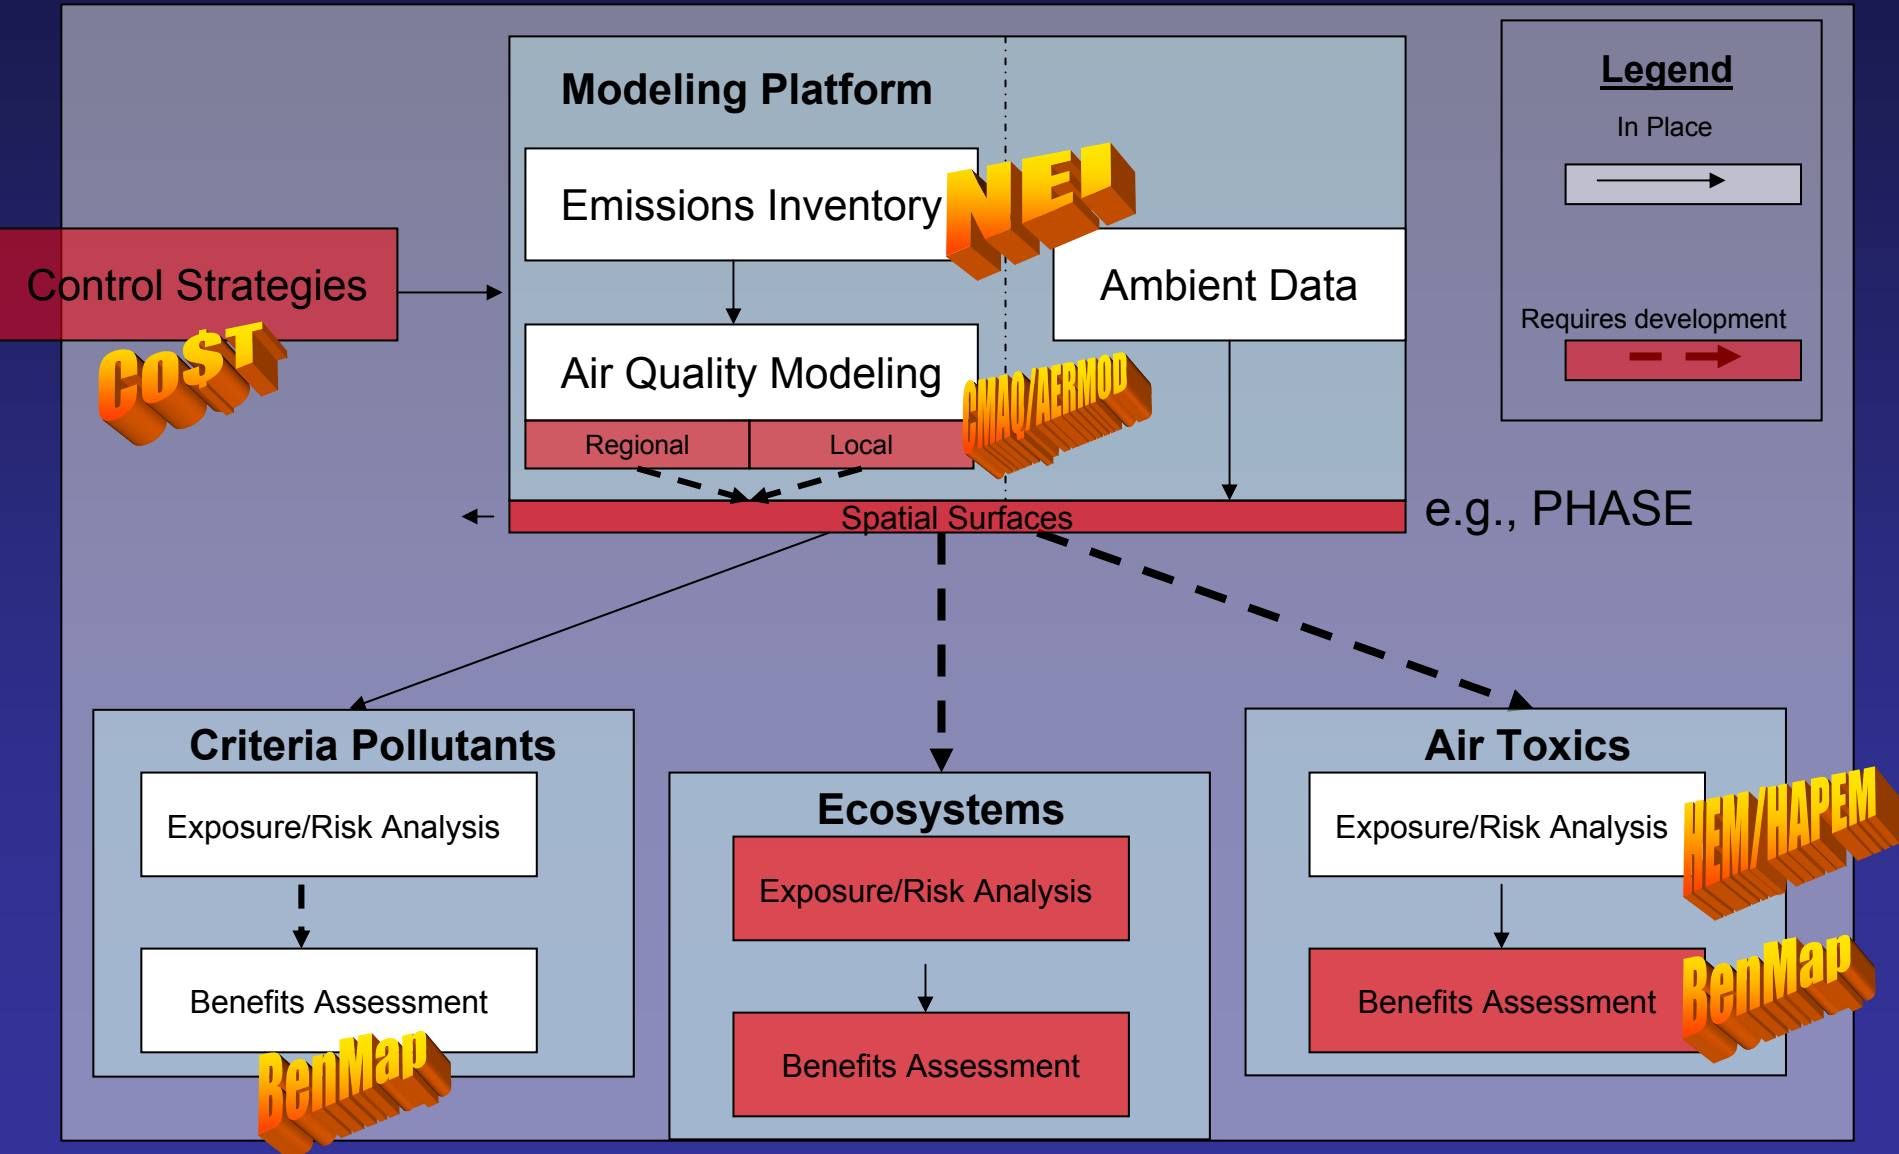 Modeling Platform
Emissions Inventory
NEI
Control Strategies
Co$T
Ambient Data
Air Quality Modeling
CMAQ/AERMOD
Regional
Local
Spatial Surfaces
e.g., PHASE
Legend
In Place
Requires development
Criteria Pollutants
Exposure/Risk Analysis
Benefits Assessment
BenMap
Ecosystems
Exposure/Risk Analysis
Benefits Assessment
Air Toxics
Exposure/Risk Analysis
HEM/HAPEM
Benefits Assessment
BenMap